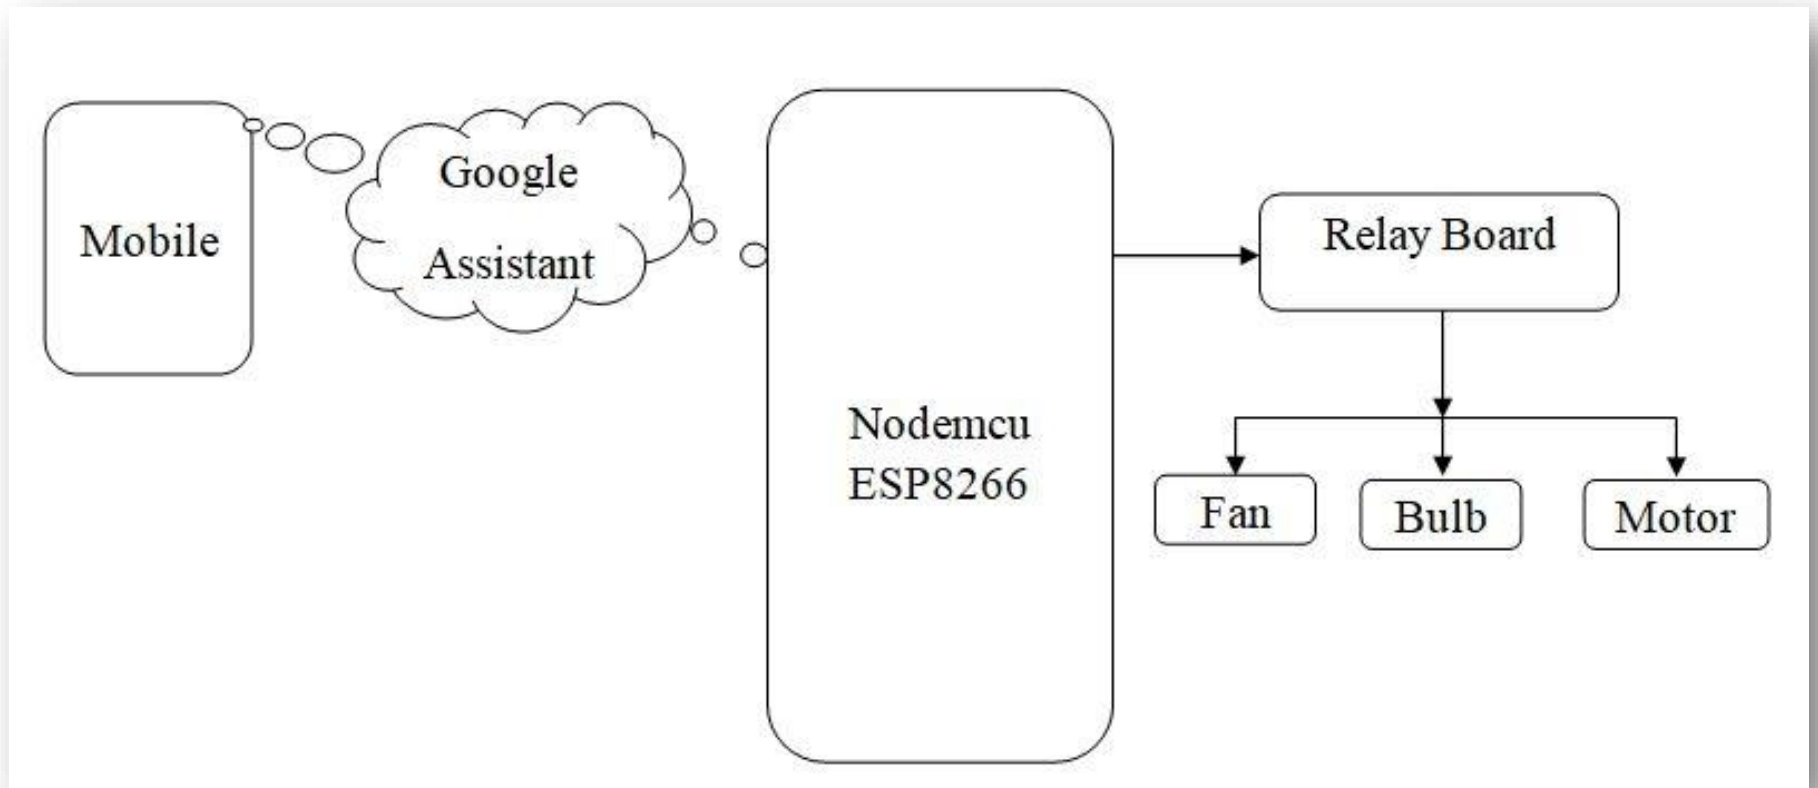 Mobile
Google
Assistant
Nodemcu
ESP8266
Relay Board
Fan
Bulb
Motor